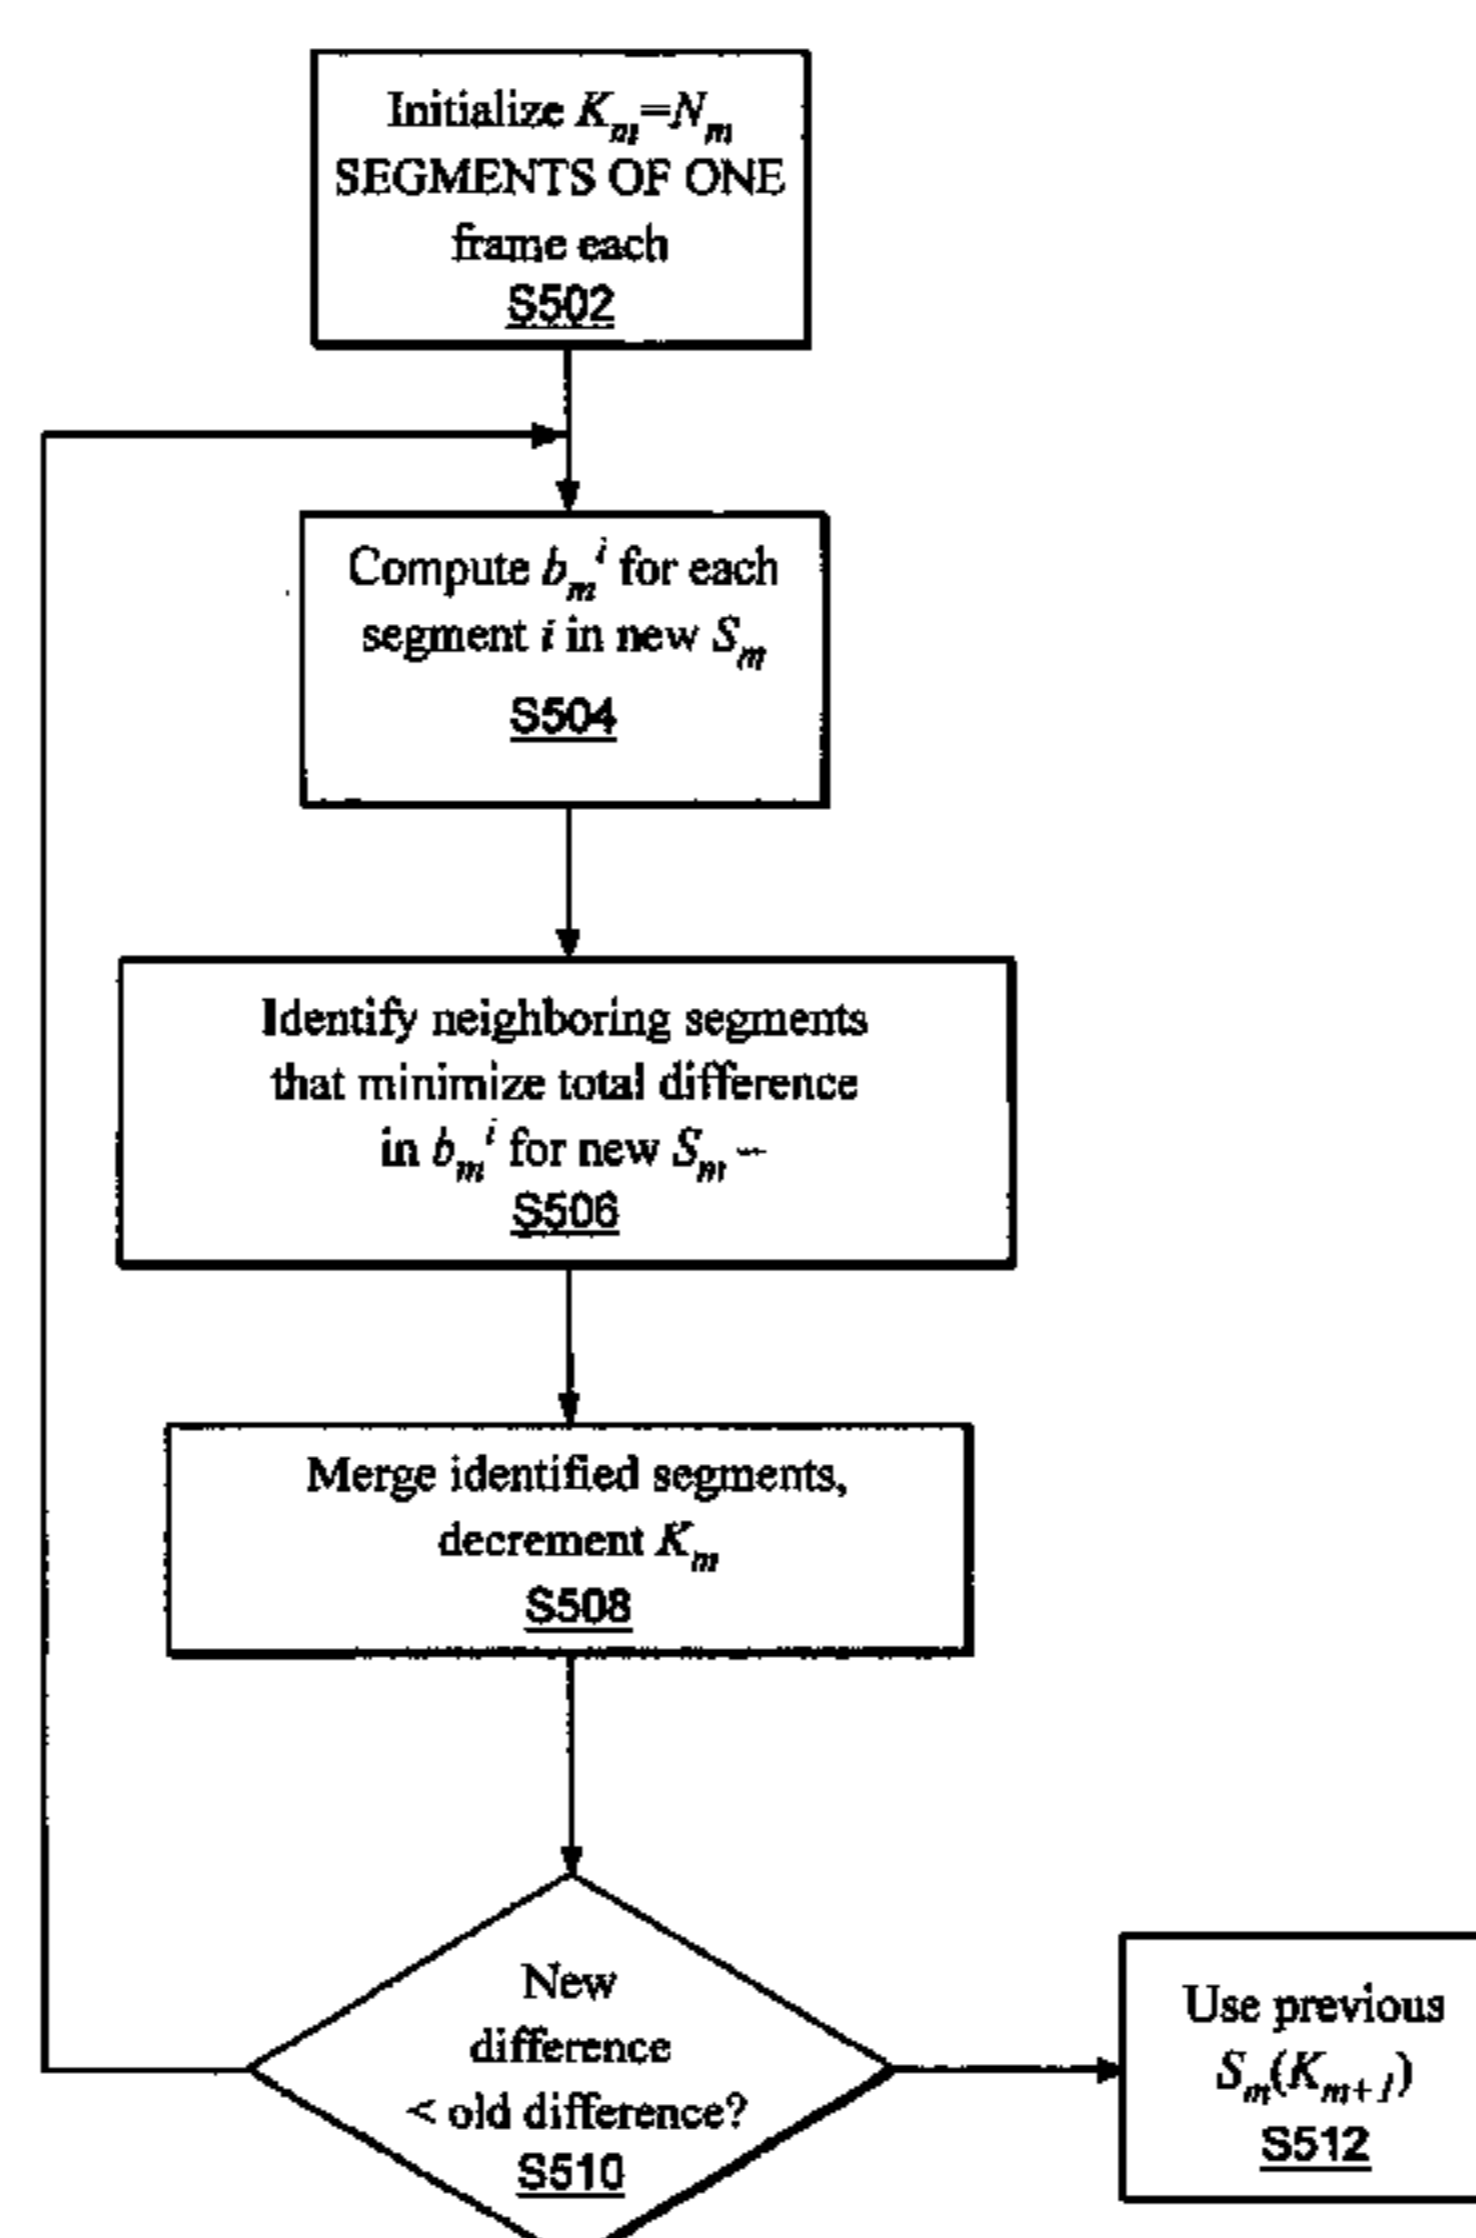 Initialize K_m=N_m
SEGMENTS OF ONE
frame each
S502
Compute b_m^i for each
segment i in new S_m
S504
Identify neighboring segments
that minimize total difference
in b_m^i for new S_m –
S506
Merge identified segments,
decrement K_m
S508
New
difference
< old difference?
S510
Use previous
S_m(K_{m+1})
S512